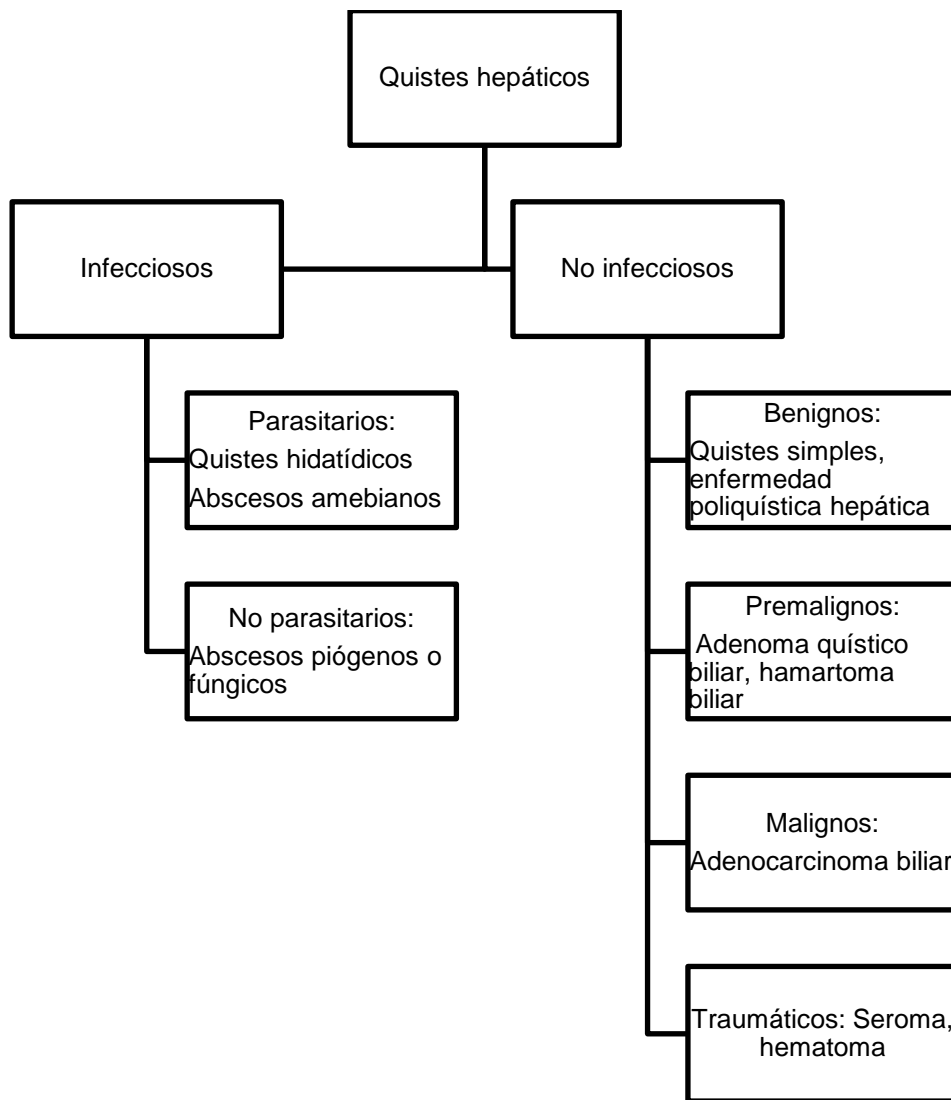 Quistes hepáticos
Infecciosos
No infecciosos
Parasitarios:
Quistes hidatídicos
Abscesos amebianos
No parasitarios:
Abscesos piógenos o
fúngicos
Benignos:
Quistes simples,
enfermedad
poliquística hepática
Premalignos:
Adenoma quístico
biliar, hamartoma
biliar
Malignos:
Adenocarcinoma biliar
Traumáticos: Seroma,
hematoma